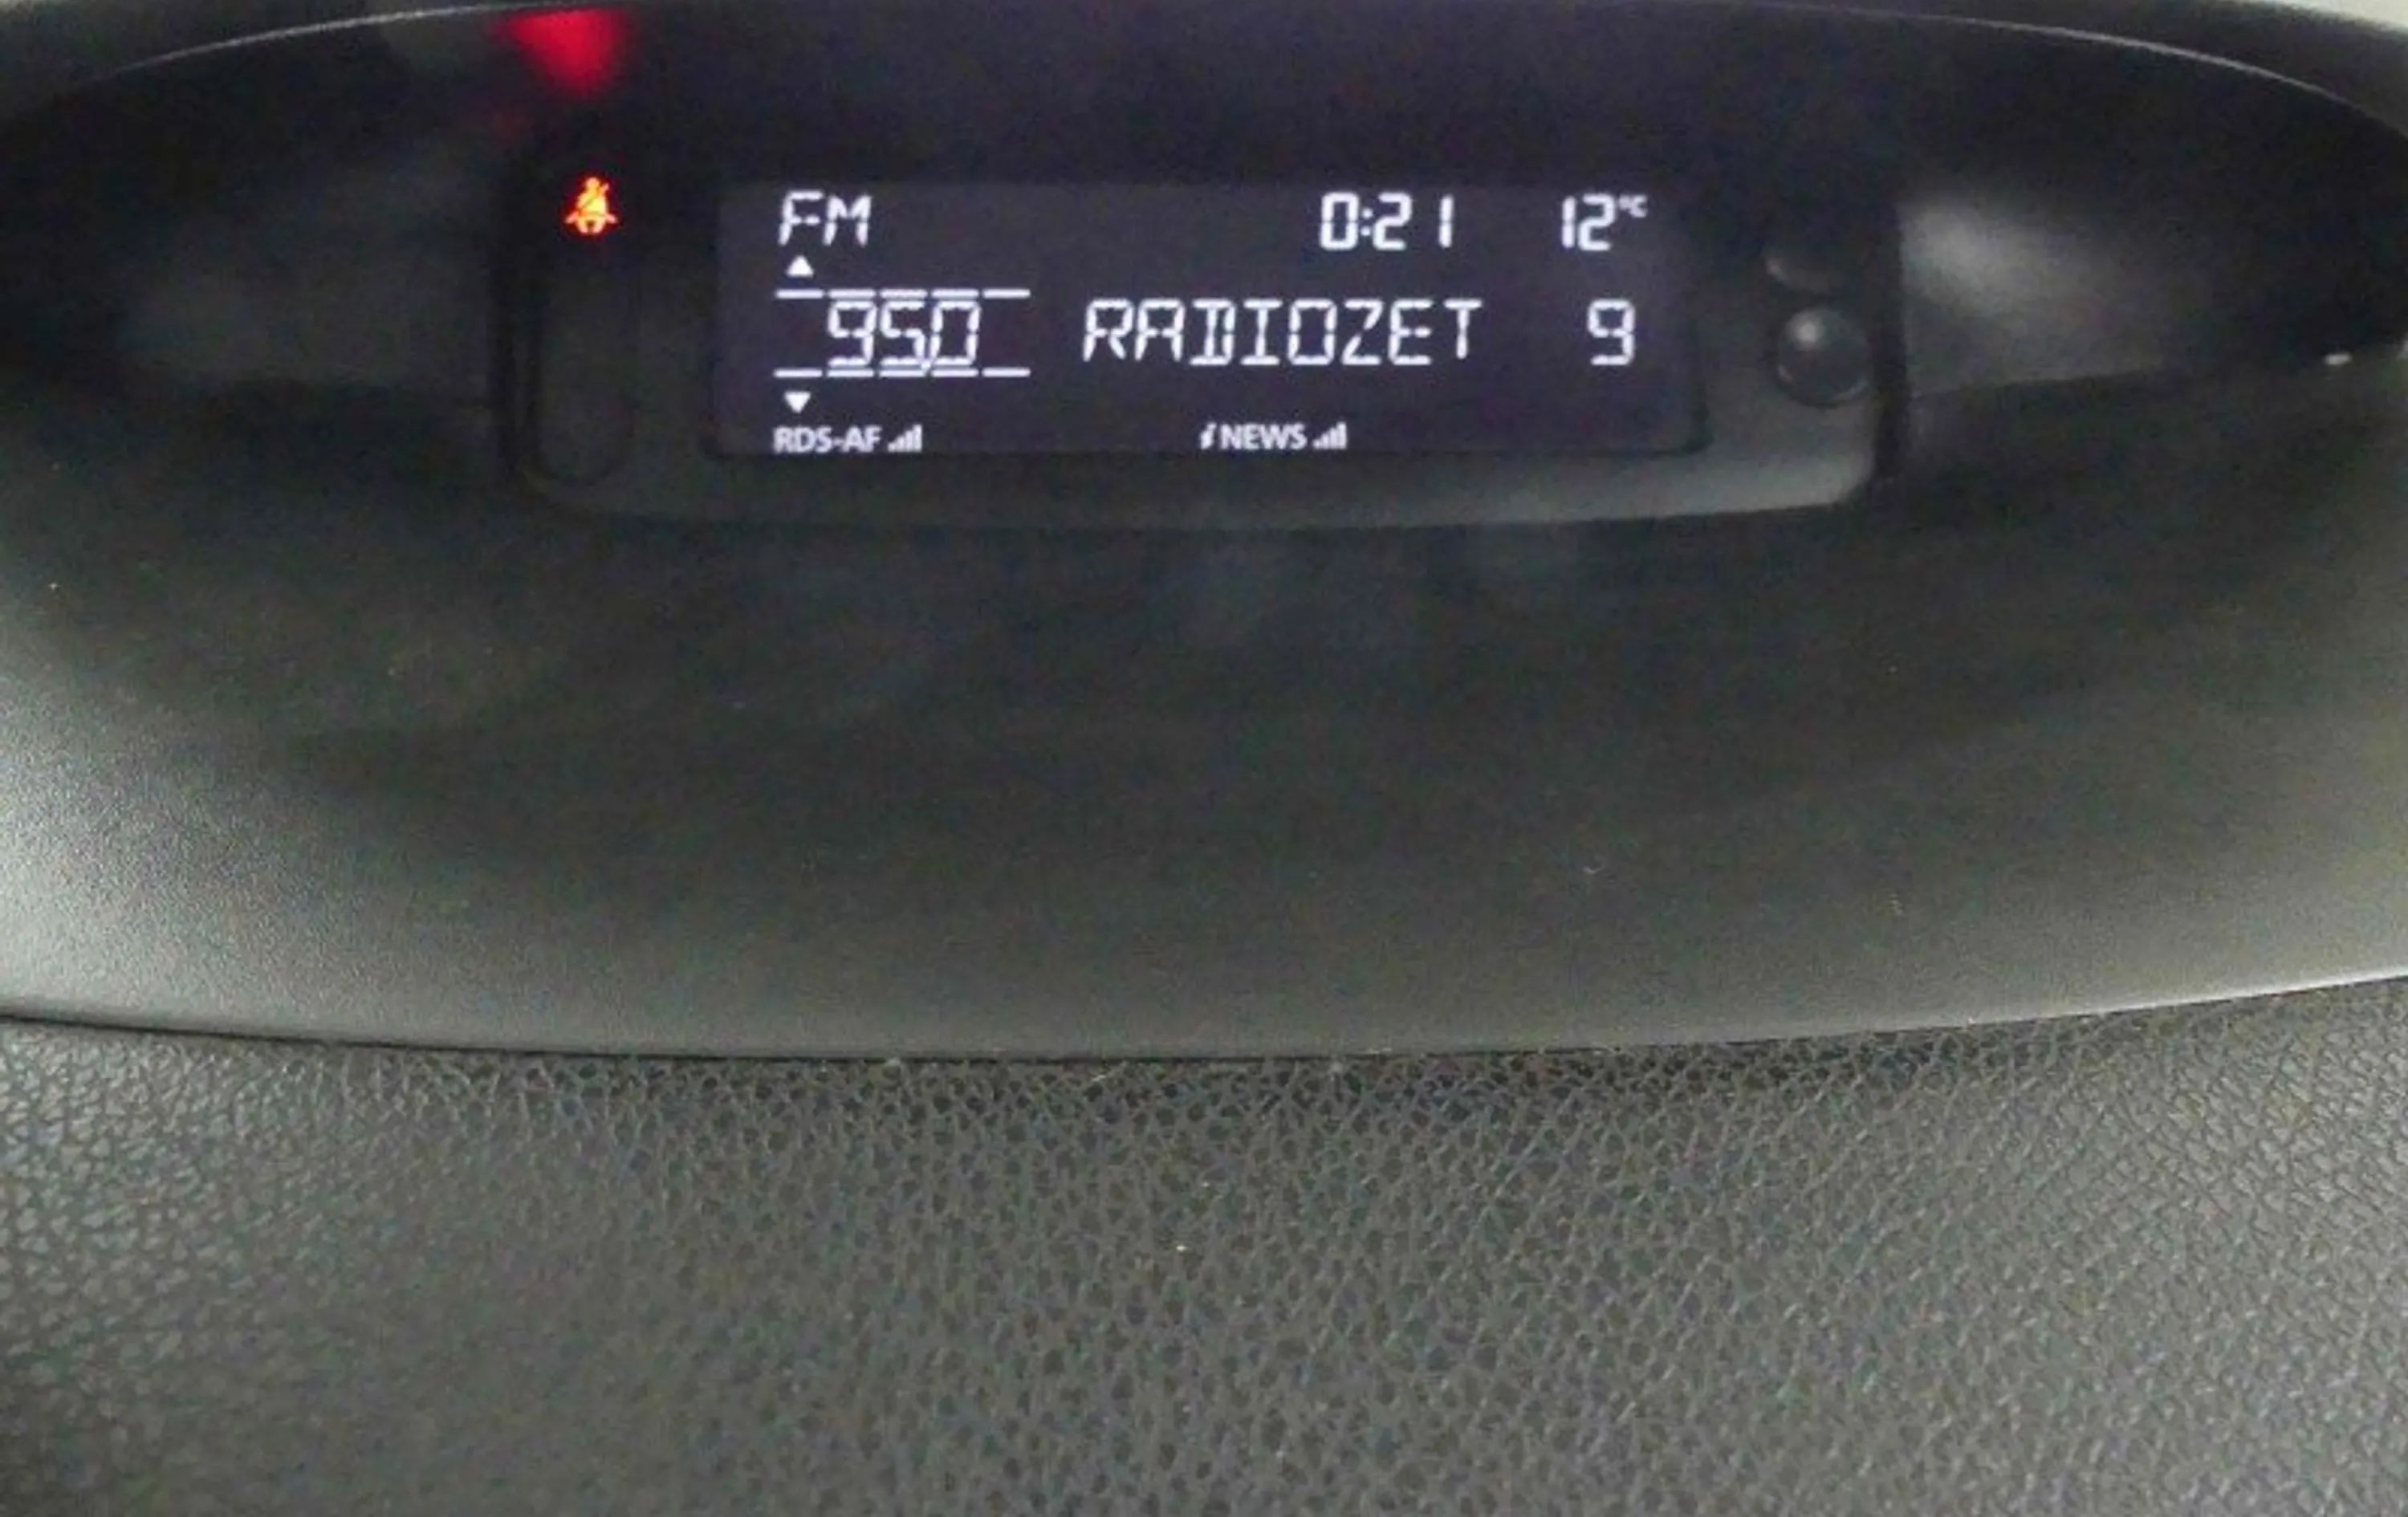 FM 0:21 12°C
95,0 RADIOZET 9
RDS-AF i NEWS